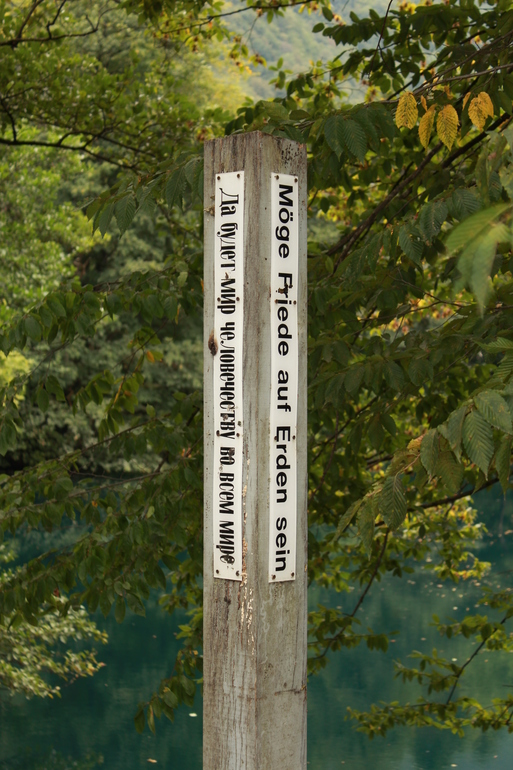 Да будет мир человечеству во всем мире
Möge Friede auf Erden sein